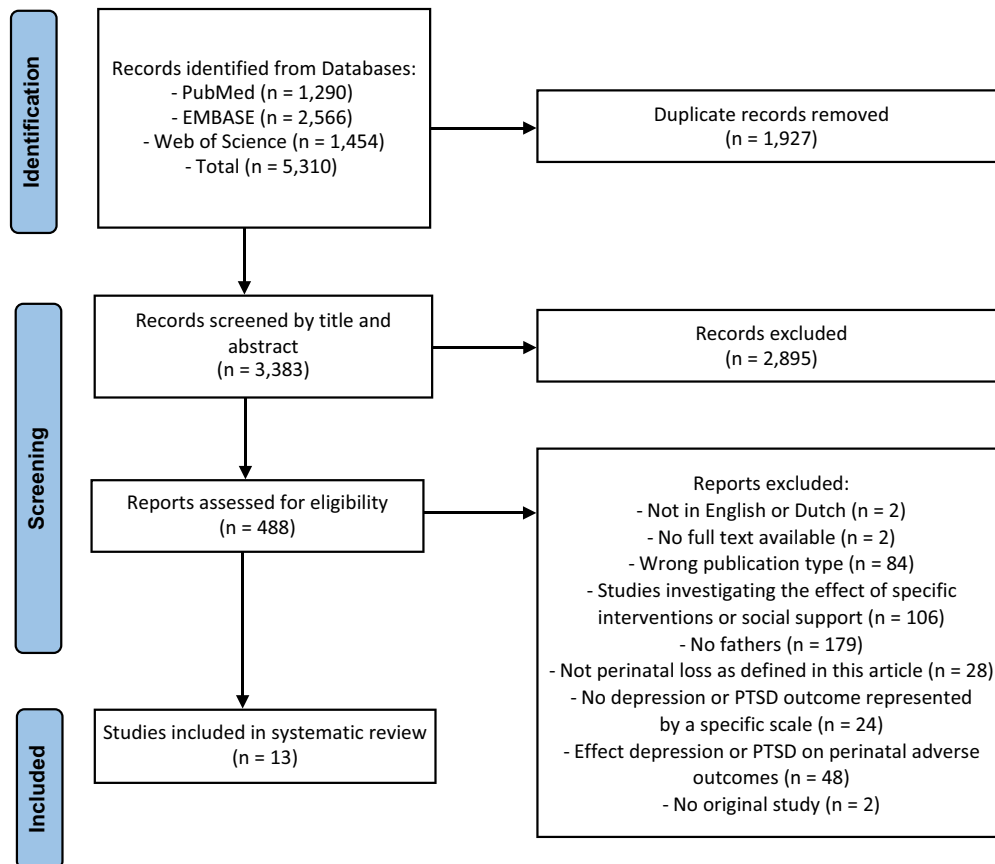 Identification
Records identified from Databases:
- PubMed (n = 1,290)
- EMBASE (n = 2,566)
- Web of Science (n = 1,454)
- Total (n = 5,310)
Duplicate records removed
(n = 1,927)
Screening
Records screened by title and
abstract
(n = 3,383)
Records excluded
(n = 2,895)
Reports assessed for eligibility
(n = 488)
Reports excluded:
- Not in English or Dutch (n = 2)
- No full text available (n = 2)
- Wrong publication type (n = 84)
- Studies investigating the effect of specific
interventions or social support (n = 106)
- No fathers (n = 179)
- Not perinatal loss as defined in this article (n = 28)
- No depression or PTSD outcome represented
by a specific scale (n = 24)
- Effect depression or PTSD on perinatal adverse
outcomes (n = 48)
- No original study (n = 2)
Included
Studies included in systematic review
(n = 13)